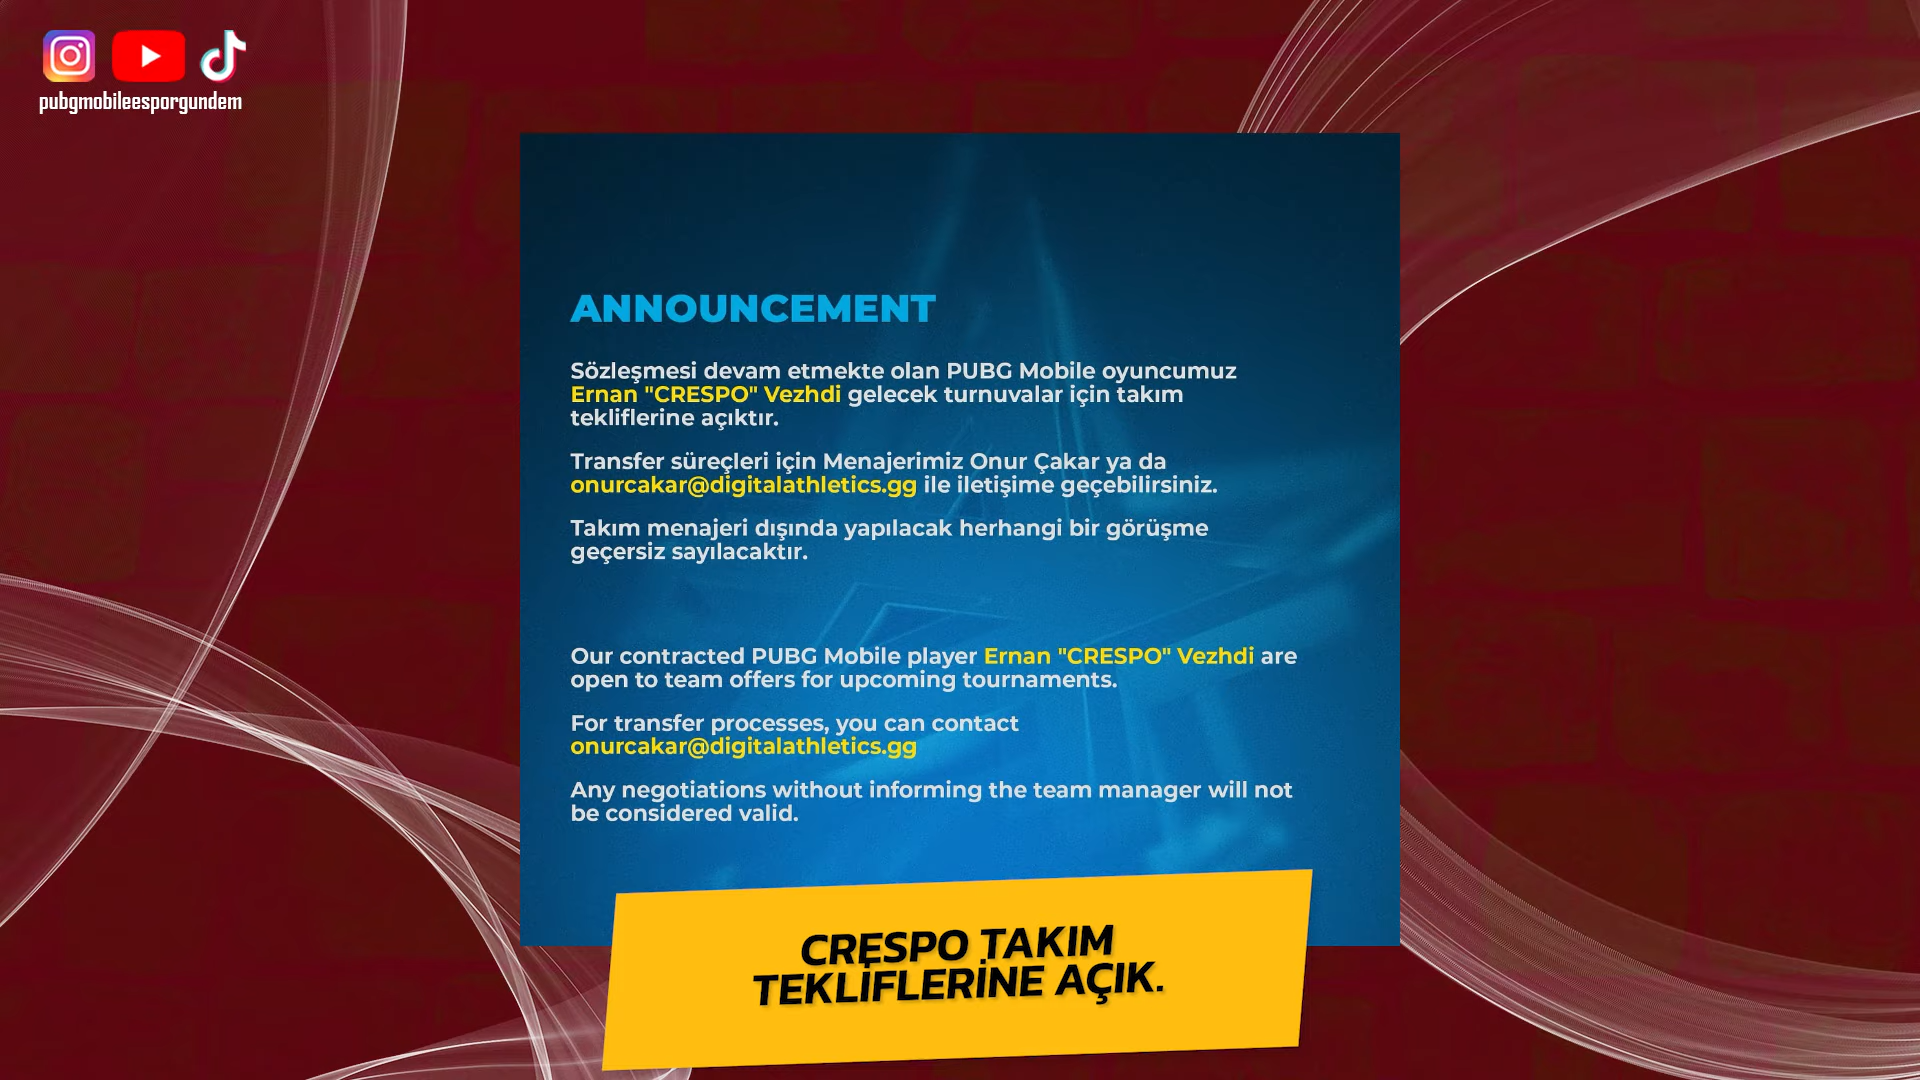 pubgmobileesporgundem
ANNOUNCEMENT
Sözleşmesi devam etmekte olan PUBG Mobile oyuncumuz
Ernan "CRESPO" Vezhdi gelecek turnuvalar için takım
tekliflerine açıktır.
Transfer süreçleri için Menajerimiz Onur Çakar ya da
onurcakar@digitalathletics.gg ile iletişime geçebilirsiniz.
Takım menajeri dışında yapılacak herhangi bir görüşme
geçersiz sayılacaktır.
Our contracted PUBG Mobile player Ernan "CRESPO" Vezhdi are
open to team offers for upcoming tournaments.
For transfer processes, you can contact
onurcakar@digitalathletics.gg
Any negotiations without informing the team manager will not
be considered valid.
CRESPO TAKIM
TEKLİFLERİNE AÇIK.